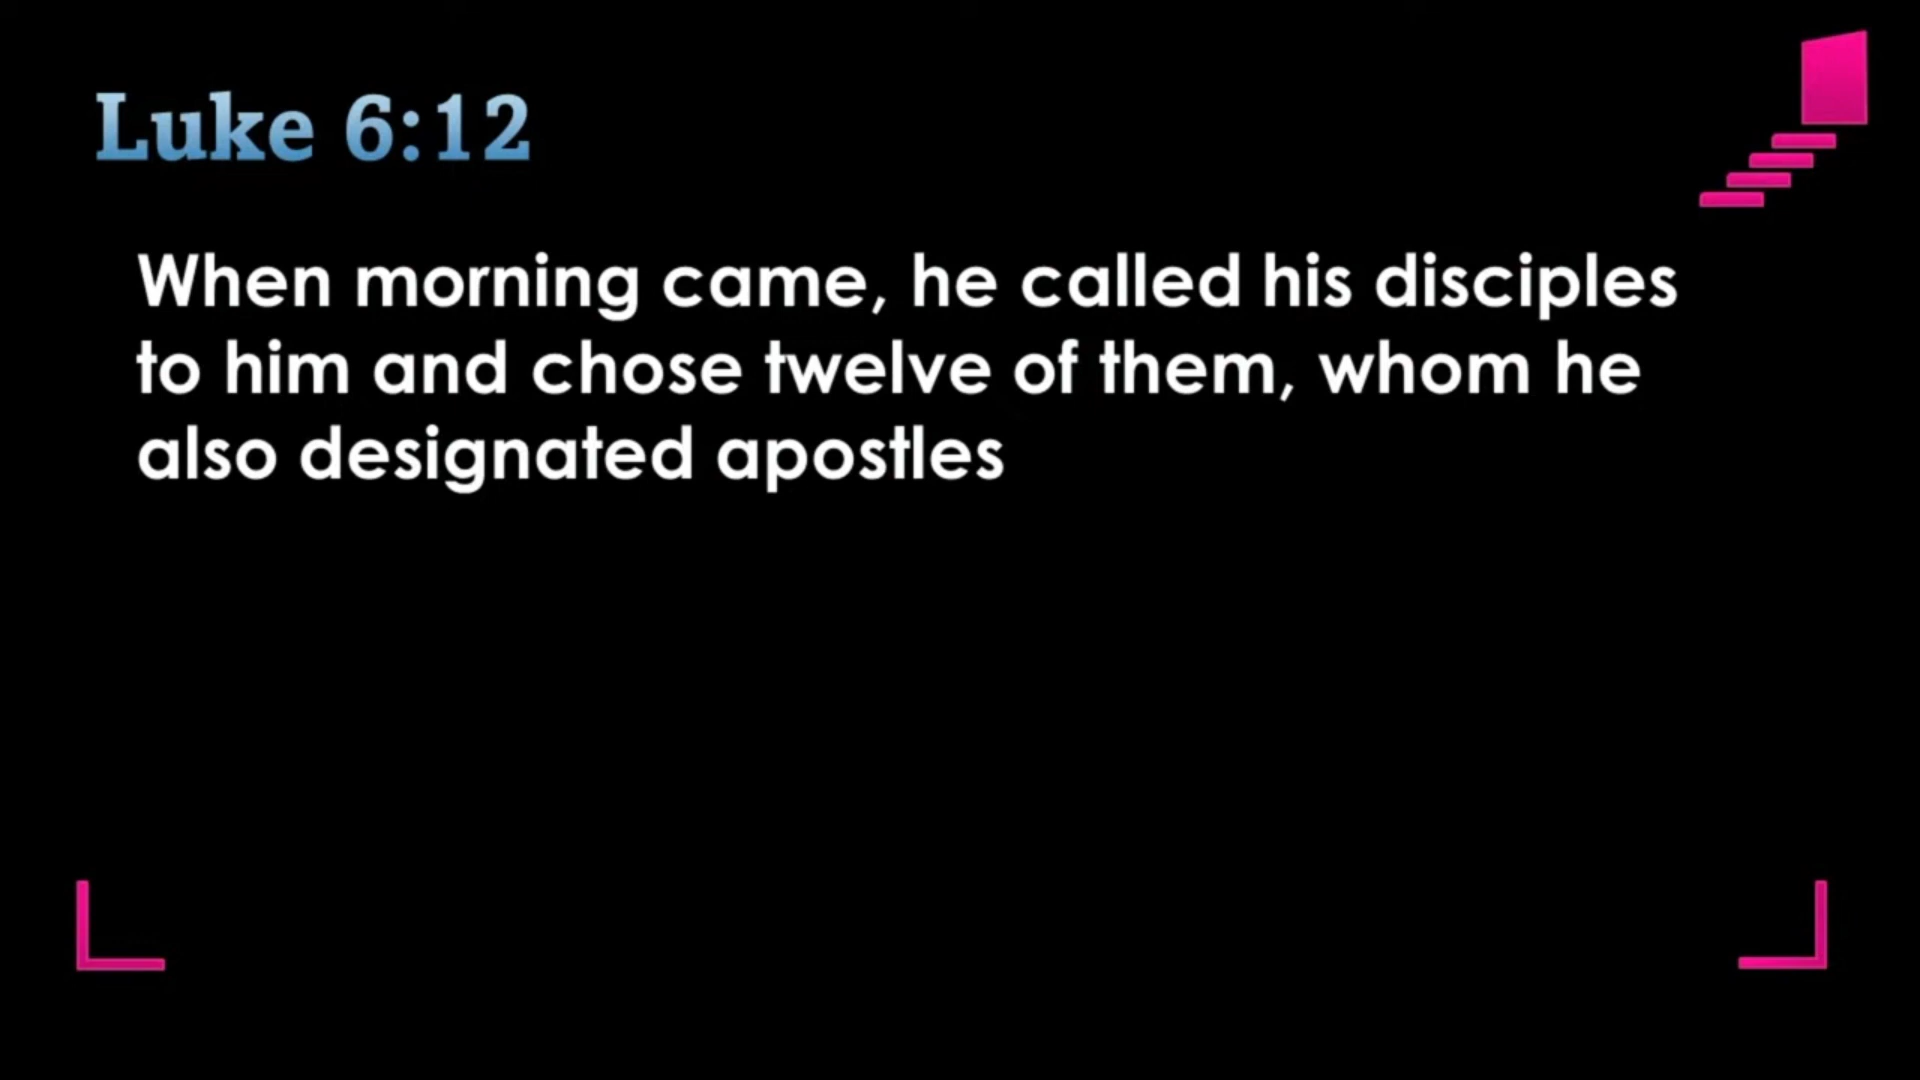 Luke 6:12
When morning came, he called his disciples
to him and chose twelve of them, whom he
also designated apostles